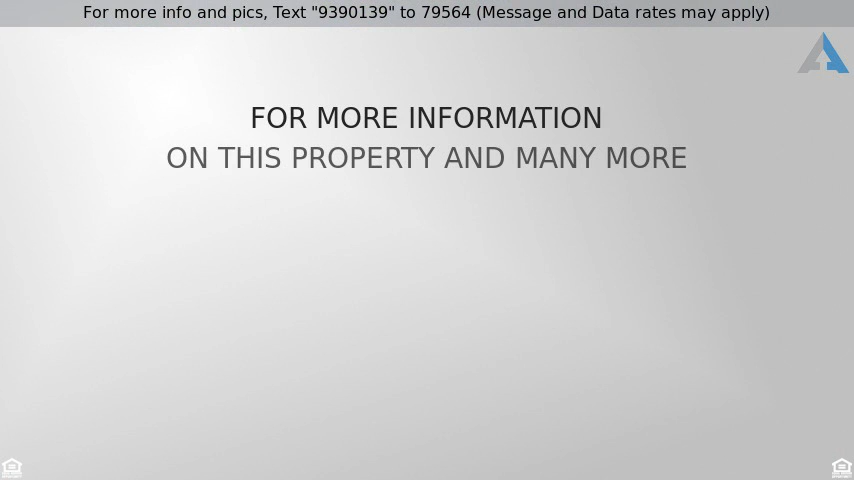 For more info and pics, Text "9390139" to 79564 (Message and Data rates may apply)
FOR MORE INFORMATION
ON THIS PROPERTY AND MANY MORE